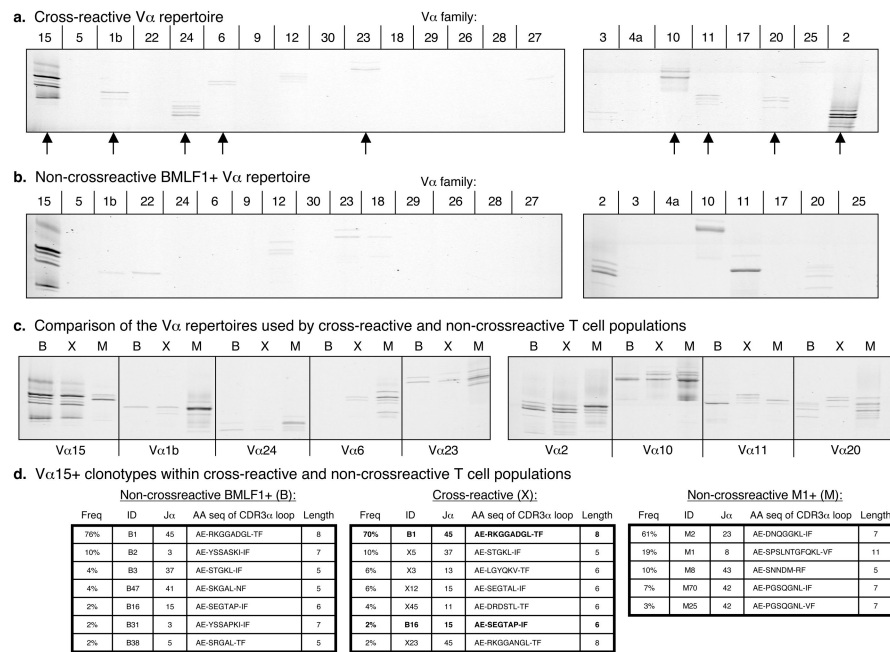 a. Cross-reactive Vα repertoire
Vα family:
15 5 1b 22 24 6 9 12 30 23 18 29 26 28 27
3 4a 10 11 17 20 25 2
b. Non-crossreactive BMLF1+ Vα repertoire
Vα family:
15 5 1b 22 24 6 9 12 30 23 18 29 26 28 27
2 3 4a 10 11 17 20 25
c. Comparison of the Vα repertoires used by cross-reactive and non-crossreactive T cell populations
B X M B X M B X M B X M B X M
B X M B X M B X M B X M
Vα15 Vα1b Vα24 Vα6 Vα23
Vα2 Vα10 Vα11 Vα20
d. Vα15+ clonotypes within cross-reactive and non-crossreactive T cell populations
Non-crossreactive BMLF1+ (B):
Freq ID Jα AA seq of CDR3α loop Length
76% B1 45 AE-RKGGADGL-TF 8
10% B2 3 AE-YSSASKI-IF 7
4% B3 37 AE-STGKL-IF 5
4% B47 41 AE-SKGAL-NF 5
2% B16 15 AE-SEGTAP-IF 6
2% B31 3 AE-YSSAPKI-IF 7
2% B38 5 AE-SRGAL-TF 5
Cross-reactive (X):
Freq ID Jα AA seq of CDR3α loop Length
70% B1 45 AE-RKGGADGL-TF 8
10% X5 37 AE-STGKL-IF 5
6% X3 13 AE-LGYQKV-TF 6
6% X12 15 AE-SEGTAL-IF 6
4% X45 11 AE-DRDSTL-TF 6
2% B16 15 AE-SEGTAP-IF 6
2% X23 45 AE-RKGGANGL-TF 8
Non-crossreactive M1+ (M):
Freq ID Jα AA seq of CDR3α loop Length
61% M2 23 AE-DNQGGKL-IF 7
19% M1 8 AE-SPSLNTGFQKL-VF 11
10% M8 43 AE-SNNDM-RF 5
7% M70 42 AE-PGSQGNL-IF 7
3% M25 42 AE-PGSQGNL-VF 7